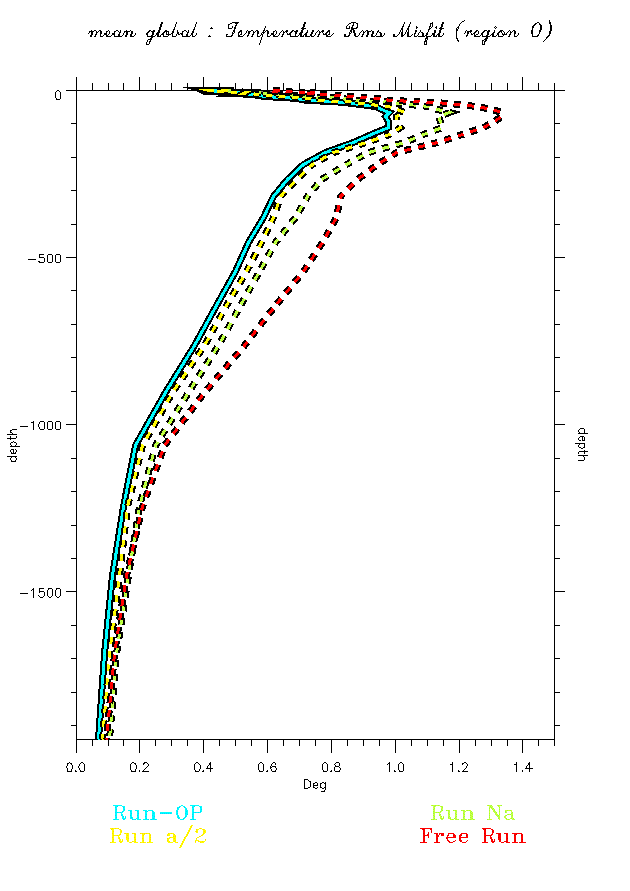 mean global : Temperature Rms Misfit (region 0)
0
-500
-1000
-1500
depth
depth
0.0 0.2 0.4 0.6 0.8 1.0 1.2 1.4
Deg
Run-OP Run Na
Run a/2 Free Run